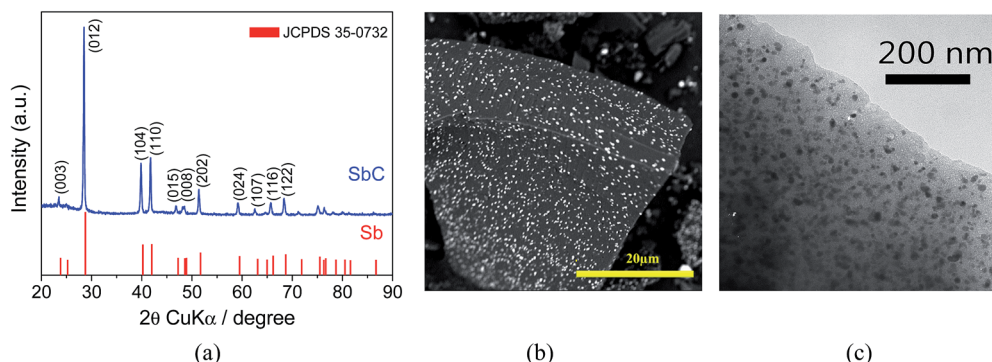 JCPDS 35-0732
Intensity (a.u.)
(003)
(012)
(104)
(110)
(015)
(008)
(202)
(024)
(107)
(116)
(122)
SbC
Sb
20 30 40 50 60 70 80 90
2θ CuKα / degree
20µm
200 nm
(a) (b) (c)